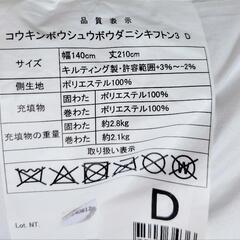 品質表示
コウキンボウシュウボウダニシキフトン3 D
サイズ 幅140cm 丈210cm
キルティング製・許容範囲+3%~-2%
側生地 ポリエステル100%
充填物 固わた ポリエステル100%
巻わた ポリエステル100%
充填物の重量 固わた 約2.8kg
巻わた 約2.1kg
取り扱い表示
D
Lot. NT.